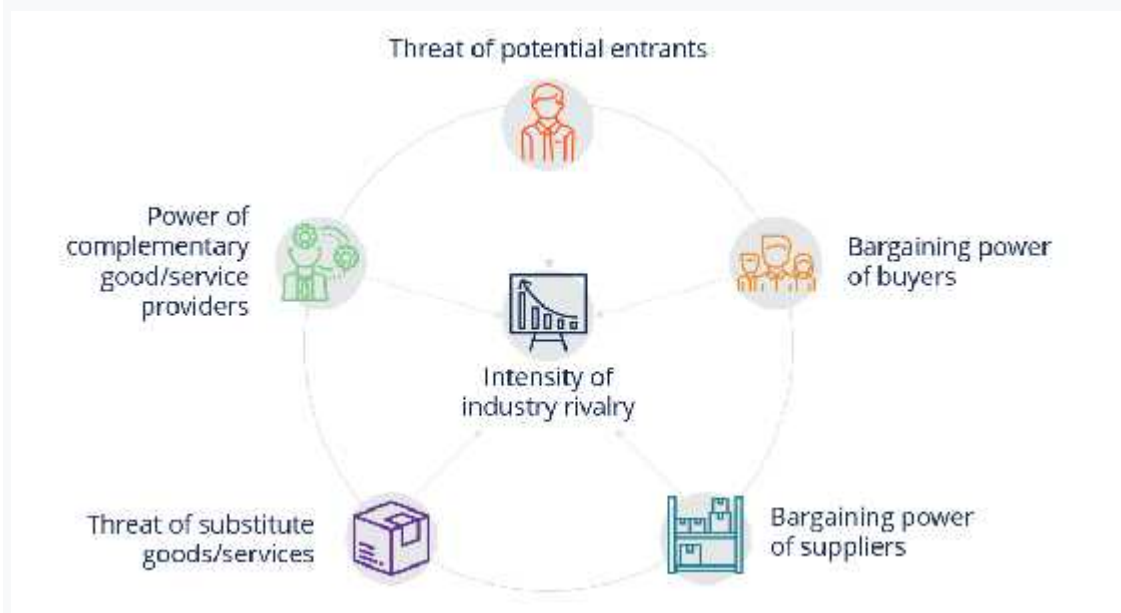 Threat of potential entrants
Power of
complementary
good/service
providers
Bargaining power
of buyers
Intensity of
industry rivalry
Threat of substitute
goods/services
Bargaining power
of suppliers